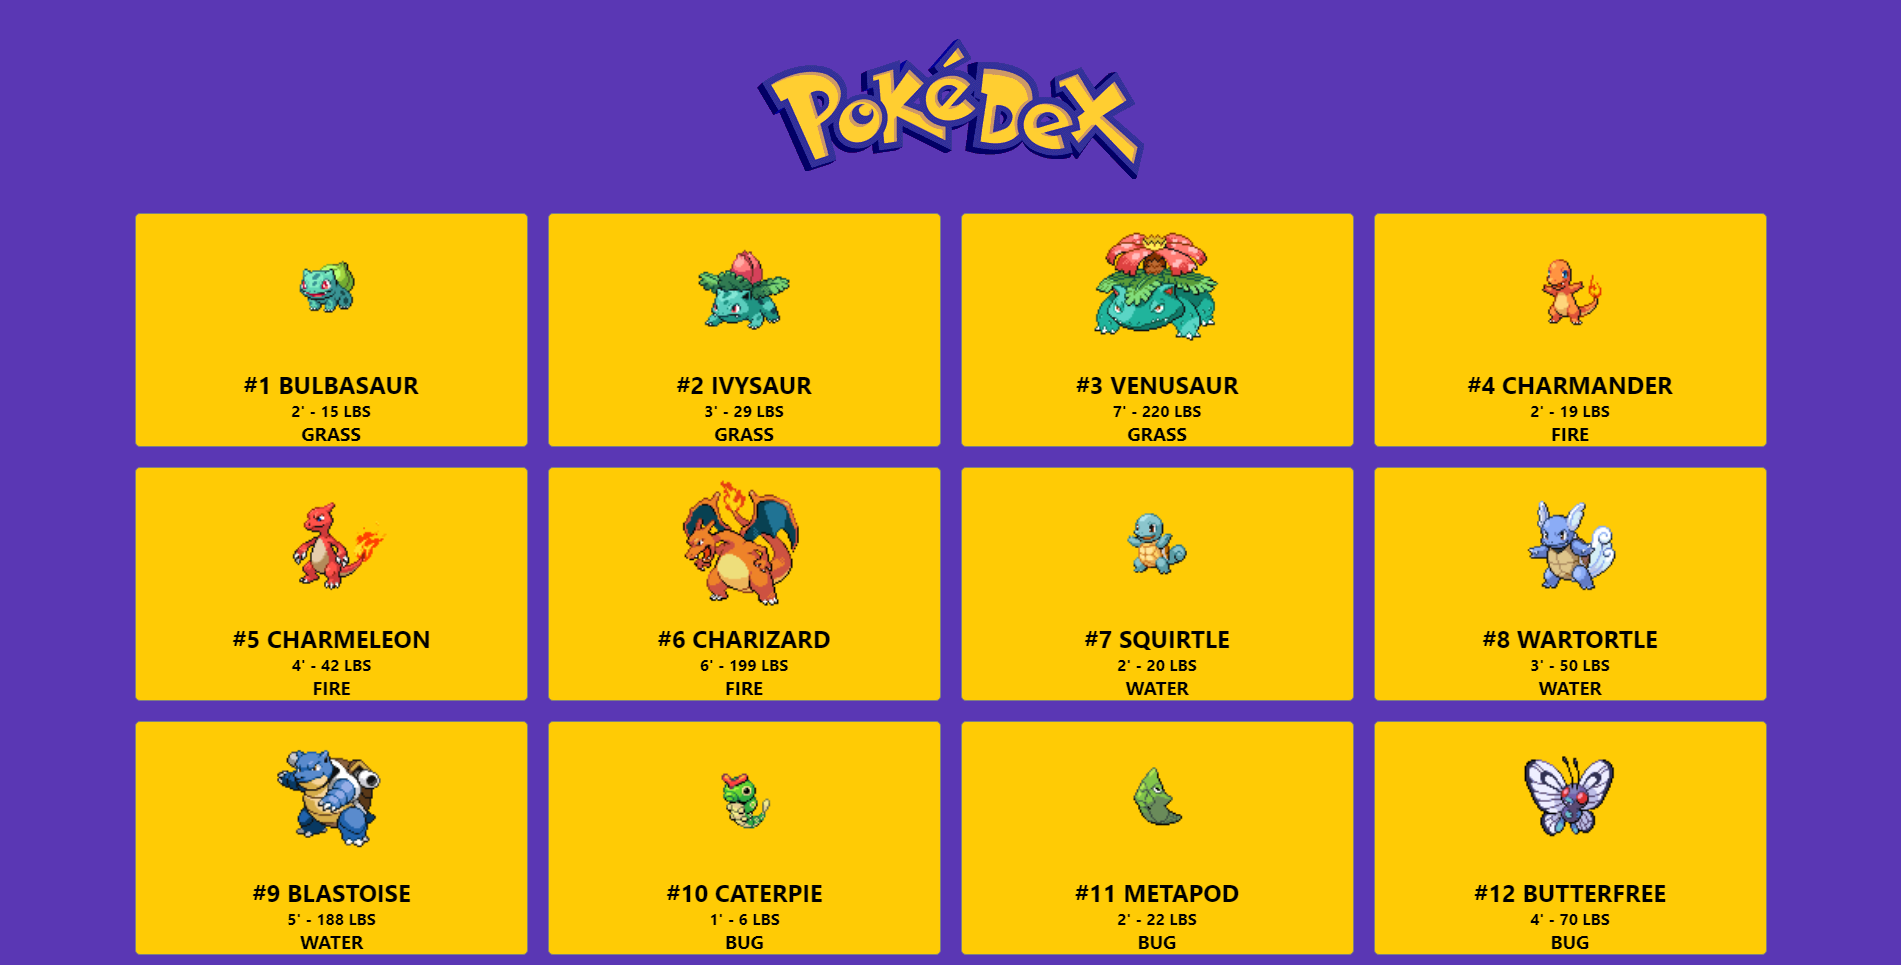 PoKéDex
#1 BULBASAUR
2' - 15 LBS
GRASS
#2 IVYSAUR
3' - 29 LBS
GRASS
#3 VENUSAUR
7' - 220 LBS
GRASS
#4 CHARMANDER
2' - 19 LBS
FIRE
#5 CHARMELEON
4' - 42 LBS
FIRE
#6 CHARIZARD
6' - 199 LBS
FIRE
#7 SQUIRTLE
2' - 20 LBS
WATER
#8 WARTORTLE
3' - 50 LBS
WATER
#9 BLASTOISE
5' - 188 LBS
WATER
#10 CATERPIE
1' - 6 LBS
BUG
#11 METAPOD
2' - 22 LBS
BUG
#12 BUTTERFREE
4' - 70 LBS
BUG